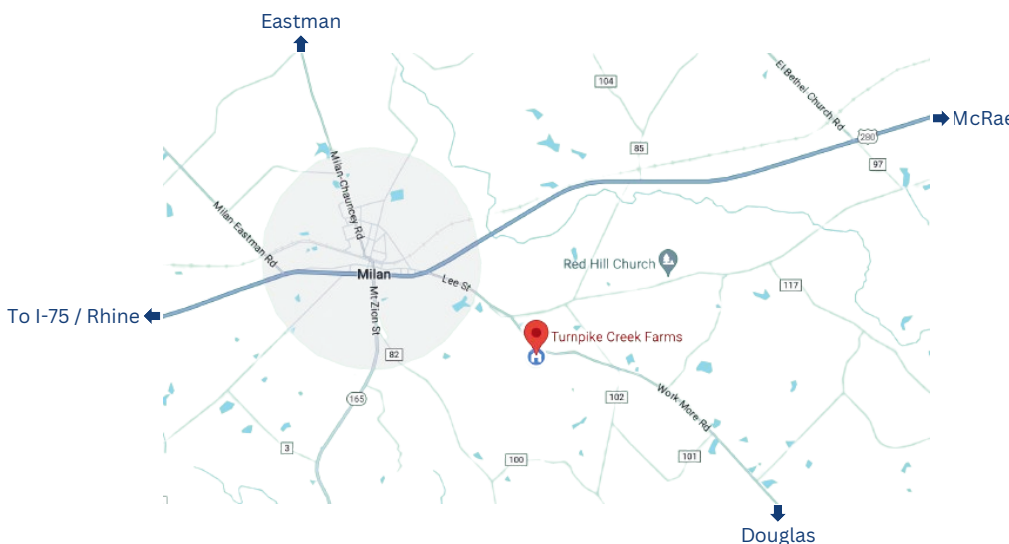 Eastman
104
El Bethel Church Rd
McRae
280
85
97
Milan-Chauncey Rd
Milan Eastman Rd
Red Hill Church
Milan
Lee St
117
Mt Zion St
To I-75 / Rhine
Turnpike Creek Farms
82
165
102
Work More Rd
3
100
101
Douglas